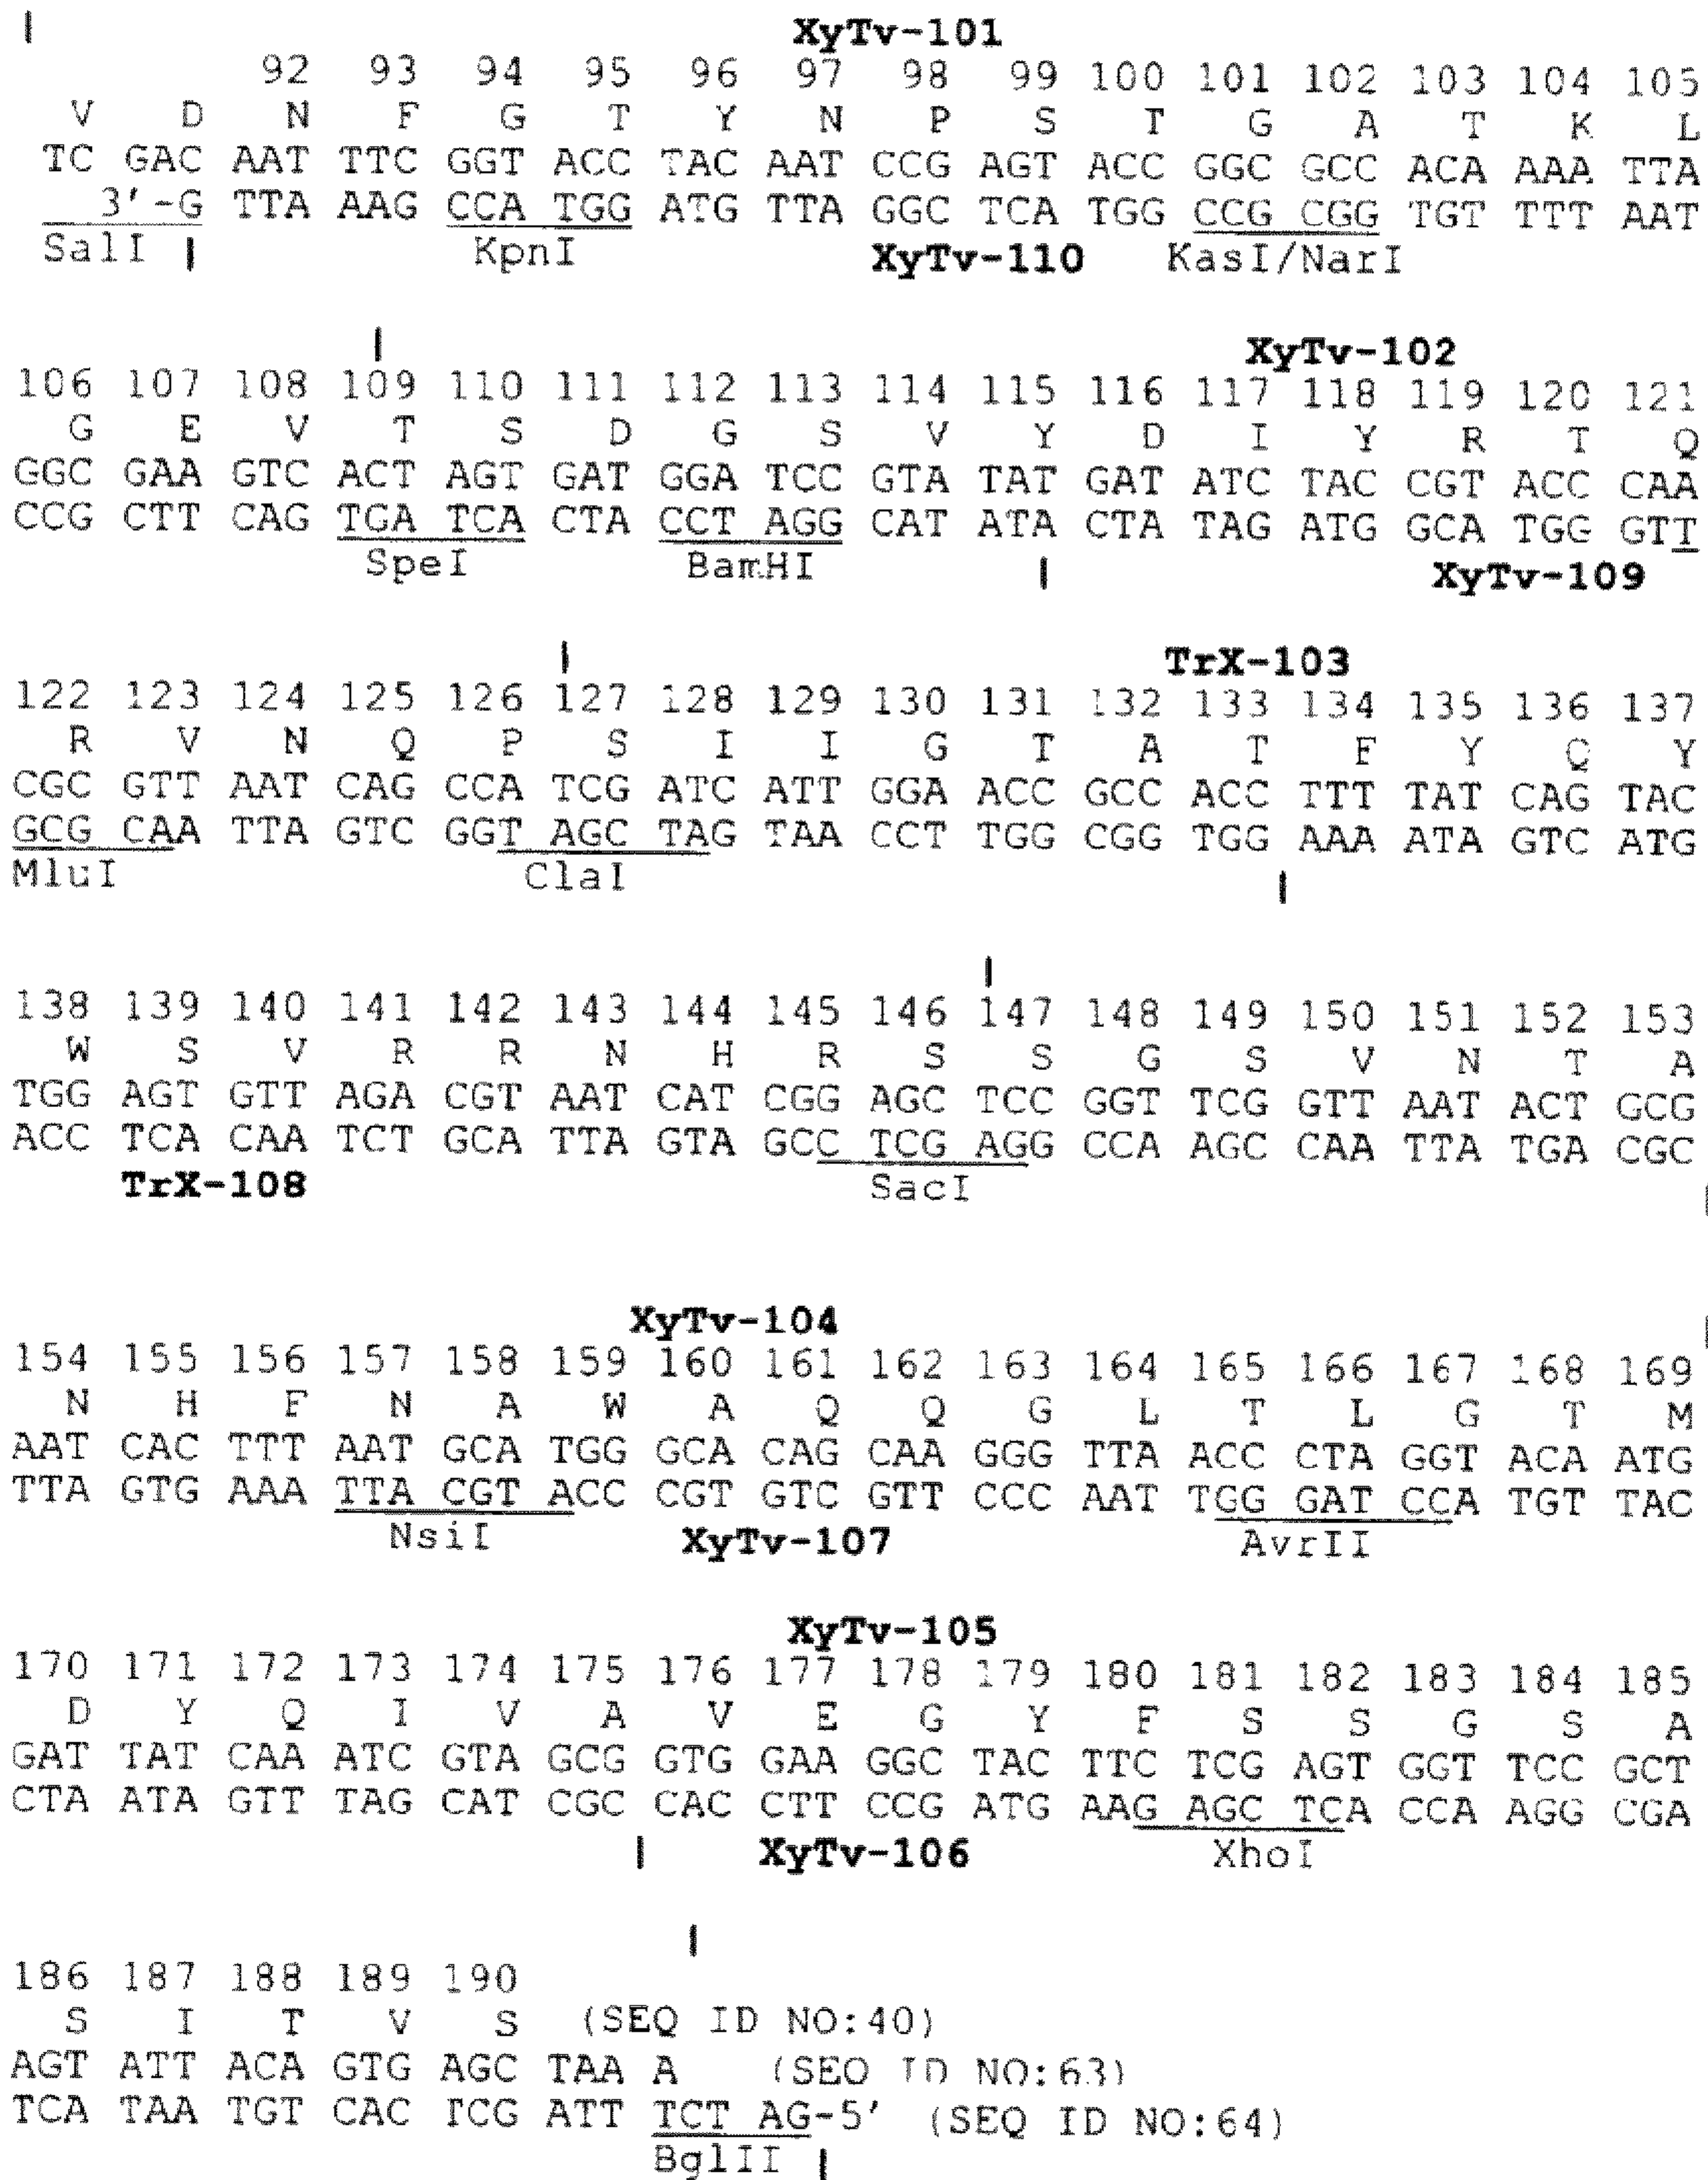 XyTv-101
92 93 94 95 96 97 98 99 100 101 102 103 104 105
V D N F G T Y N P S T G A T K L
TC GAC AAT TTC GGT ACC TAC AAT CCG AGT ACC GGC GCC ACA AAA TTA
3'-G TTA AAG CCA TGG ATG TTA GGC TCA TGG CCG CGG TGT TTT AAT
SalI KpnI XyTv-110 KasI/NarI
XyTv-102
106 107 108 109 110 111 112 113 114 115 116 117 118 119 120 121
G E V T S D G S V Y D I Y R T Q
GGC GAA GTC ACT AGT GAT GGA TCC GTA TAT GAT ATC TAC CGT ACC CAA
CCG CTT CAG TGA TCA CTA CCT AGG CAT ATA CTA TAG ATG GCA TGG GTT
SpeI BamHI XyTv-109
TrX-103
122 123 124 125 126 127 128 129 130 131 132 133 134 135 136 137
R V N Q P S I I G T A T F Y Q Y
CGC GTT AAT CAG CCA TCG ATC ATT GGA ACC GCC ACC TTT TAT CAG TAC
GCG CAA TTA GTC GGT AGC TAG TAA CCT TGG CGG TGG AAA ATA GTC ATG
MluI ClaI
138 139 140 141 142 143 144 145 146 147 148 149 150 151 152 153
W S V R R N H R S S G S V N T A
TGG AGT GTT AGA CGT AAT CAT CGG AGC TCC GGT TCG GTT AAT ACT GCG
ACC TCA CAA TCT GCA TTA GTA GCC TCG AGG CCA AGC CAA TTA TGA CGC
TrX-108 SacI
XyTv-104
154 155 156 157 158 159 160 161 162 163 164 165 166 167 168 169
N H F N A W A Q Q G L T L G T M
AAT CAC TTT AAT GCA TGG GCA CAG CAA GGG TTA ACC CTA GGT ACA ATG
TTA GTG AAA TTA CGT ACC CGT GTC GTT CCC AAT TGG GAT CCA TGT TAC
NsiI XyTv-107 AvrII
XyTv-105
170 171 172 173 174 175 176 177 178 179 180 181 182 183 184 185
D Y Q I V A V E G Y F S S G S A
GAT TAT CAA ATC GTA GCG GTG GAA GGC TAC TTC TCG AGT GGT TCC GCT
CTA ATA GTT TAG CAT CGC CAC CTT CCG ATG AAG AGC TCA CCA AGG CGA
XyTv-106 XhoI
186 187 188 189 190
S I T V S (SEQ ID NO:40)
AGT ATT ACA GTG AGC TAA A (SEQ ID NO:63)
TCA TAA TGT CAC TCG ATT TCT AG-5' (SEQ ID NO:64)
BglII